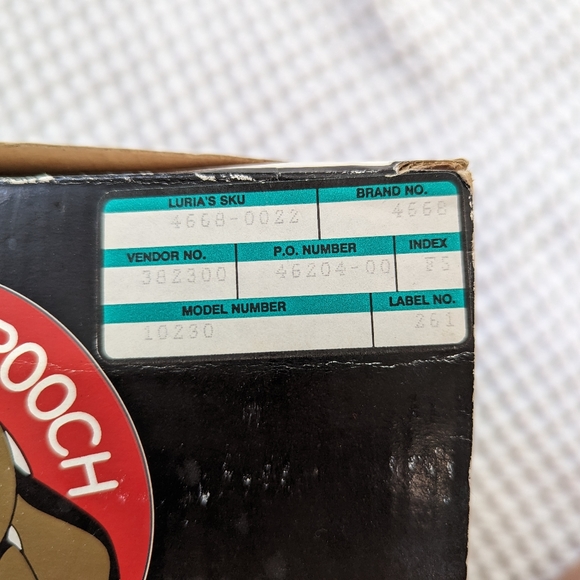 LURIA'S SKU BRAND NO.
4668-00ZZ 4668
VENDOR NO. P.O. NUMBER INDEX
382300 46204-00 F5
MODEL NUMBER LABEL NO.
10230 261
POOCH